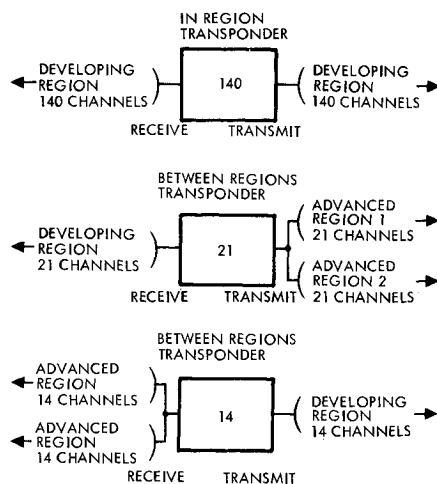 IN REGION
TRANSPONDER
DEVELOPING
REGION
140 CHANNELS
140
DEVELOPING
REGION
140 CHANNELS
RECEIVE
TRANSMIT
BETWEEN REGIONS
TRANSPONDER
DEVELOPING
REGION
21 CHANNELS
21
ADVANCED
REGION 1
21 CHANNELS
ADVANCED
REGION 2
21 CHANNELS
RECEIVE
TRANSMIT
BETWEEN REGIONS
TRANSPONDER
ADVANCED
REGION
14 CHANNELS
ADVANCED
REGION
14 CHANNELS
14
DEVELOPING
REGION
14 CHANNELS
RECEIVE
TRANSMIT